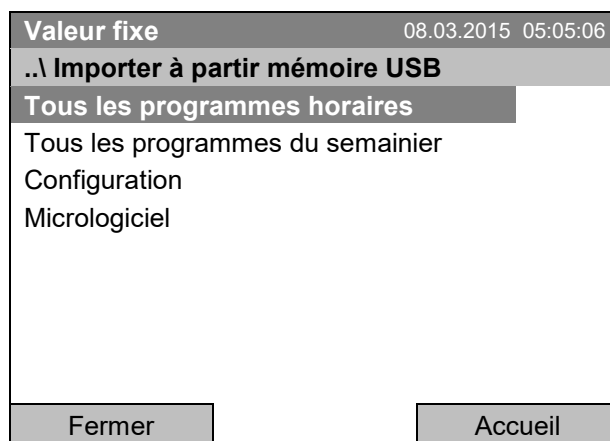 Valeur fixe 08.03.2015 05:05:06
..\ Importer à partir mémoire USB
Tous les programmes horaires
Tous les programmes du semainier
Configuration
Micrologiciel
Fermer Accueil